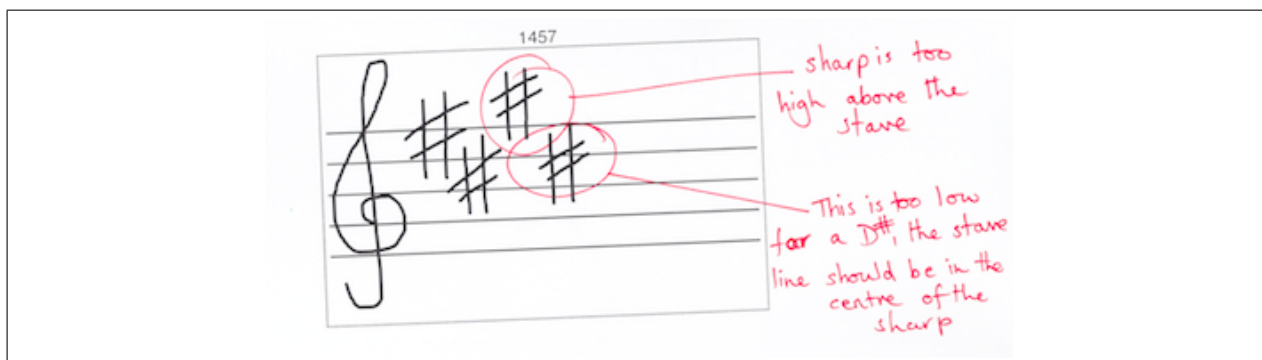 1457
sharp is too
high above the
stave
This is too low
for a D#, the stave
line should be in the
centre of the
sharp